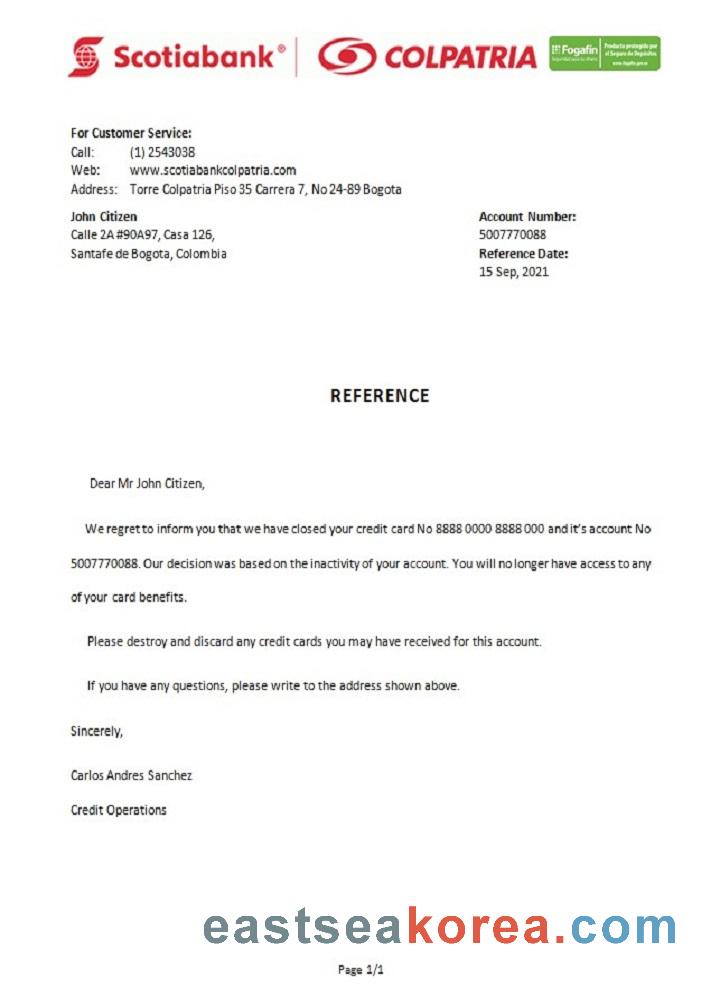 Scotiabank®
COLPATRIA
Fogafín
Producto protegido por
el Seguro de Depósitos
For Customer Service:
Call: (1) 2543038
Web: www.scotiabankcolpatria.com
Address: Torre Colpatria Piso 35 Carrera 7, No 24-89 Bogota
John Citizen
Calle 2A #90A97, Casa 126,
Santafe de Bogota, Colombia
Account Number:
5007770088
Reference Date:
15 Sep, 2021
REFERENCE
Dear Mr John Citizen,
We regret to inform you that we have closed your credit card No 8888 0000 8888 000 and it's account No
5007770088. Our decision was based on the inactivity of your account. You will no longer have access to any
of your card benefits.
Please destroy and discard any credit cards you may have received for this account.
If you have any questions, please write to the address shown above.
Sincerely,
Carlos Andres Sanchez
Credit Operations
eastseakorea.com
Page 1/1